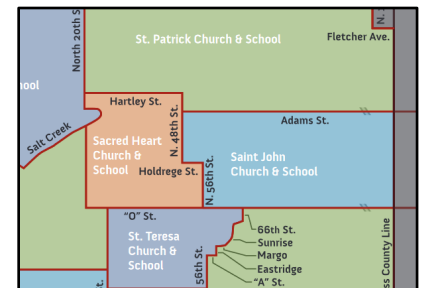 North 20th S
St. Patrick Church & School
Fletcher Ave.
N.
ool
Hartley St.
Adams St.
Salt Creek
N. 48th St.
Sacred Heart
Church &
School
Holdrege St.
Saint John
Church & School
N. 56th St.
"O" St.
66th St.
Sunrise
Margo
Eastridge
"A" St.
St. Teresa
Church &
School
56th St.
ss County Line
t.